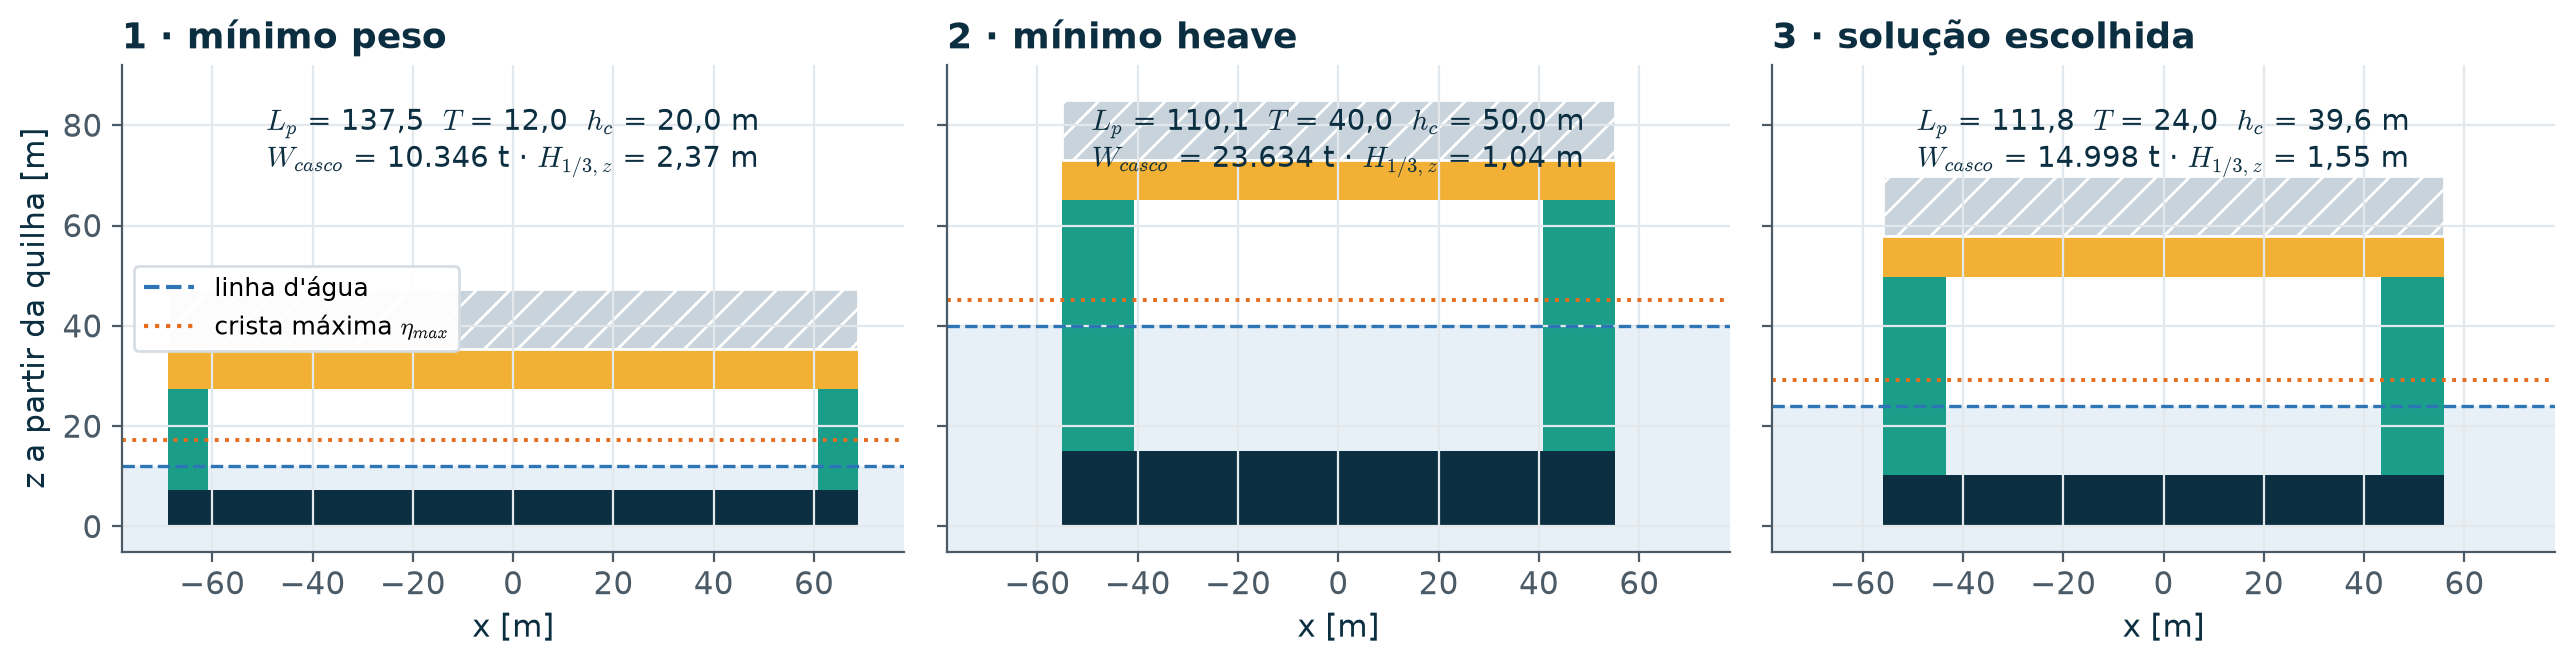 1 · mínimo peso
2 · mínimo heave
3 · solução escolhida
L_p = 137,5 T = 12,0 h_c = 20,0 m
W_casco = 10.346 t · H_1/3, z = 2,37 m
L_p = 110,1 T = 40,0 h_c = 50,0 m
W_casco = 23.634 t · H_1/3, z = 1,04 m
L_p = 111,8 T = 24,0 h_c = 39,6 m
W_casco = 14.998 t · H_1/3, z = 1,55 m
z a partir da quilha [m]
80
60
40
20
0
linha d'água
crista máxima η_max
−60 −40 −20 0 20 40 60
−60 −40 −20 0 20 40 60
−60 −40 −20 0 20 40 60
x [m]
x [m]
x [m]